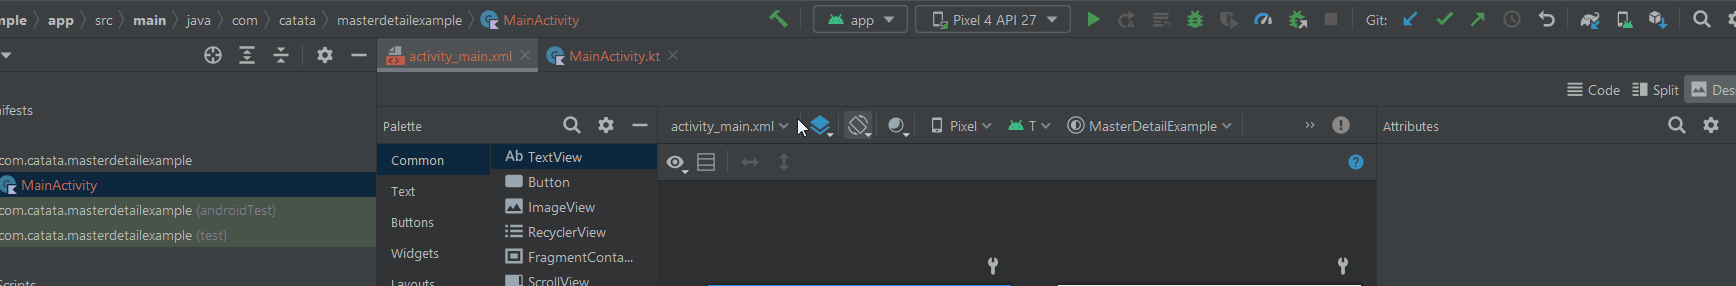 mple app src main java com catata masterdetailexample MainActivity app Pixel 4 API 27 Git:
activity_main.xml MainActivity.kt
Code Split Des
nifests
Palette activity_main.xml Pixel T MasterDetailExample Attributes
com.catata.masterdetailexample
MainActivity
com.catata.masterdetailexample (androidTest)
com.catata.masterdetailexample (test)
Scripts
Common
Text
Buttons
Widgets
Layouts
Ab TextView
Button
ImageView
RecyclerView
FragmentConta...
ScrollView